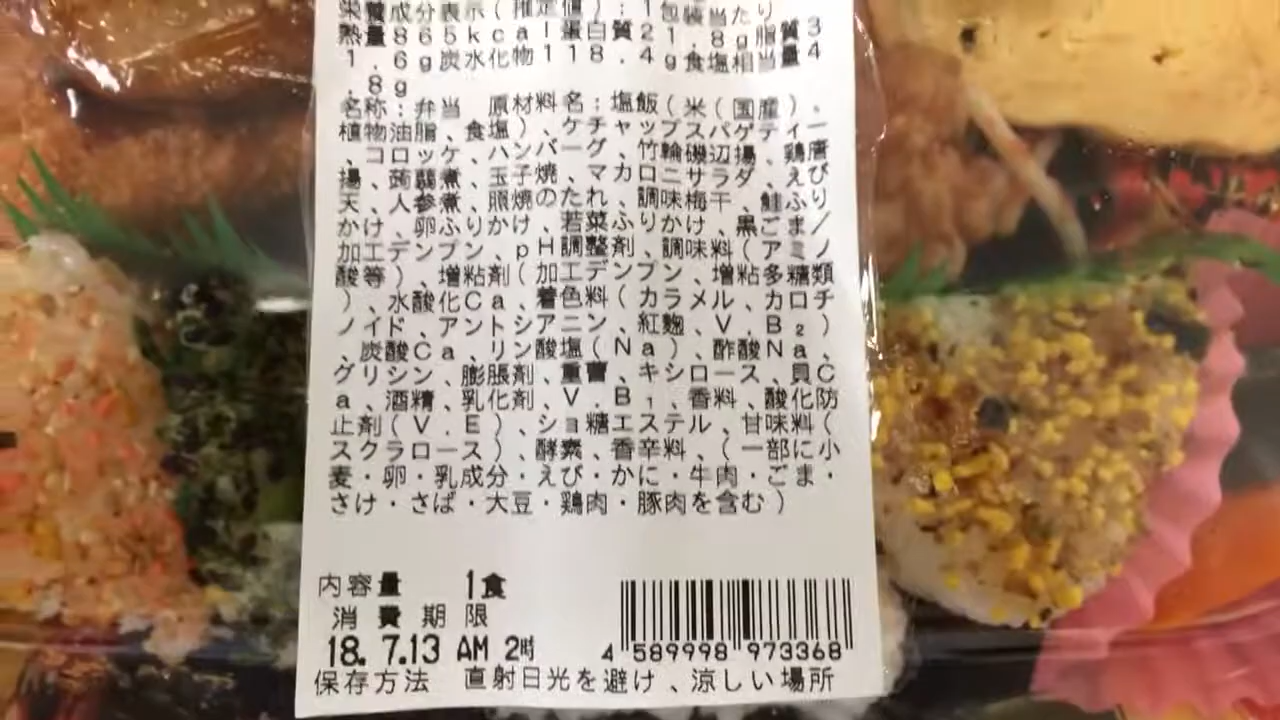 栄養成分表示(推定値):1包装当たり
熱量865kcal蛋白質21.8g脂質3
1.6g炭水化物118.4g食塩相当量4
.8g
名称:弁当 原材料名:塩飯(米(国産)、
植物油脂、食塩)、ケチャップスパゲティー
、コロッケ、ハンバーグ、竹輪磯辺揚、鶏唐
揚、蒟蒻煮、玉子焼、マカロニサラダ、えび
天、人参煮、照焼のたれ、調味梅干、鮭ふり
かけ、卵ふりかけ、若菜ふりかけ、黒ごま/
加工デンプン、pH調整剤、調味料(アミノ
酸等)、増粘剤(加工デンプン、増粘多糖類
)、水酸化Ca、着色料(カラメル、カロチ
ノイド、アントシアニン、紅麹、V.B₂)
、炭酸Ca、リン酸塩(Na)、酢酸Na、
グリシン、膨脹剤、重曹、キシロース、貝C
a、酒精、乳化剤、V.B₁、香料、酸化防
止剤(V.E)、ショ糖エステル、甘味料(
スクラロース)、酵素、香辛料、(一部に小
麦・卵・乳成分・えび・かに・牛肉・ごま・
さけ・さば・大豆・鶏肉・豚肉を含む)
内容量 1食
消費期限
18. 7.13 AM 2時
4 589998 973368
保存方法 直射日光を避け、涼しい場所